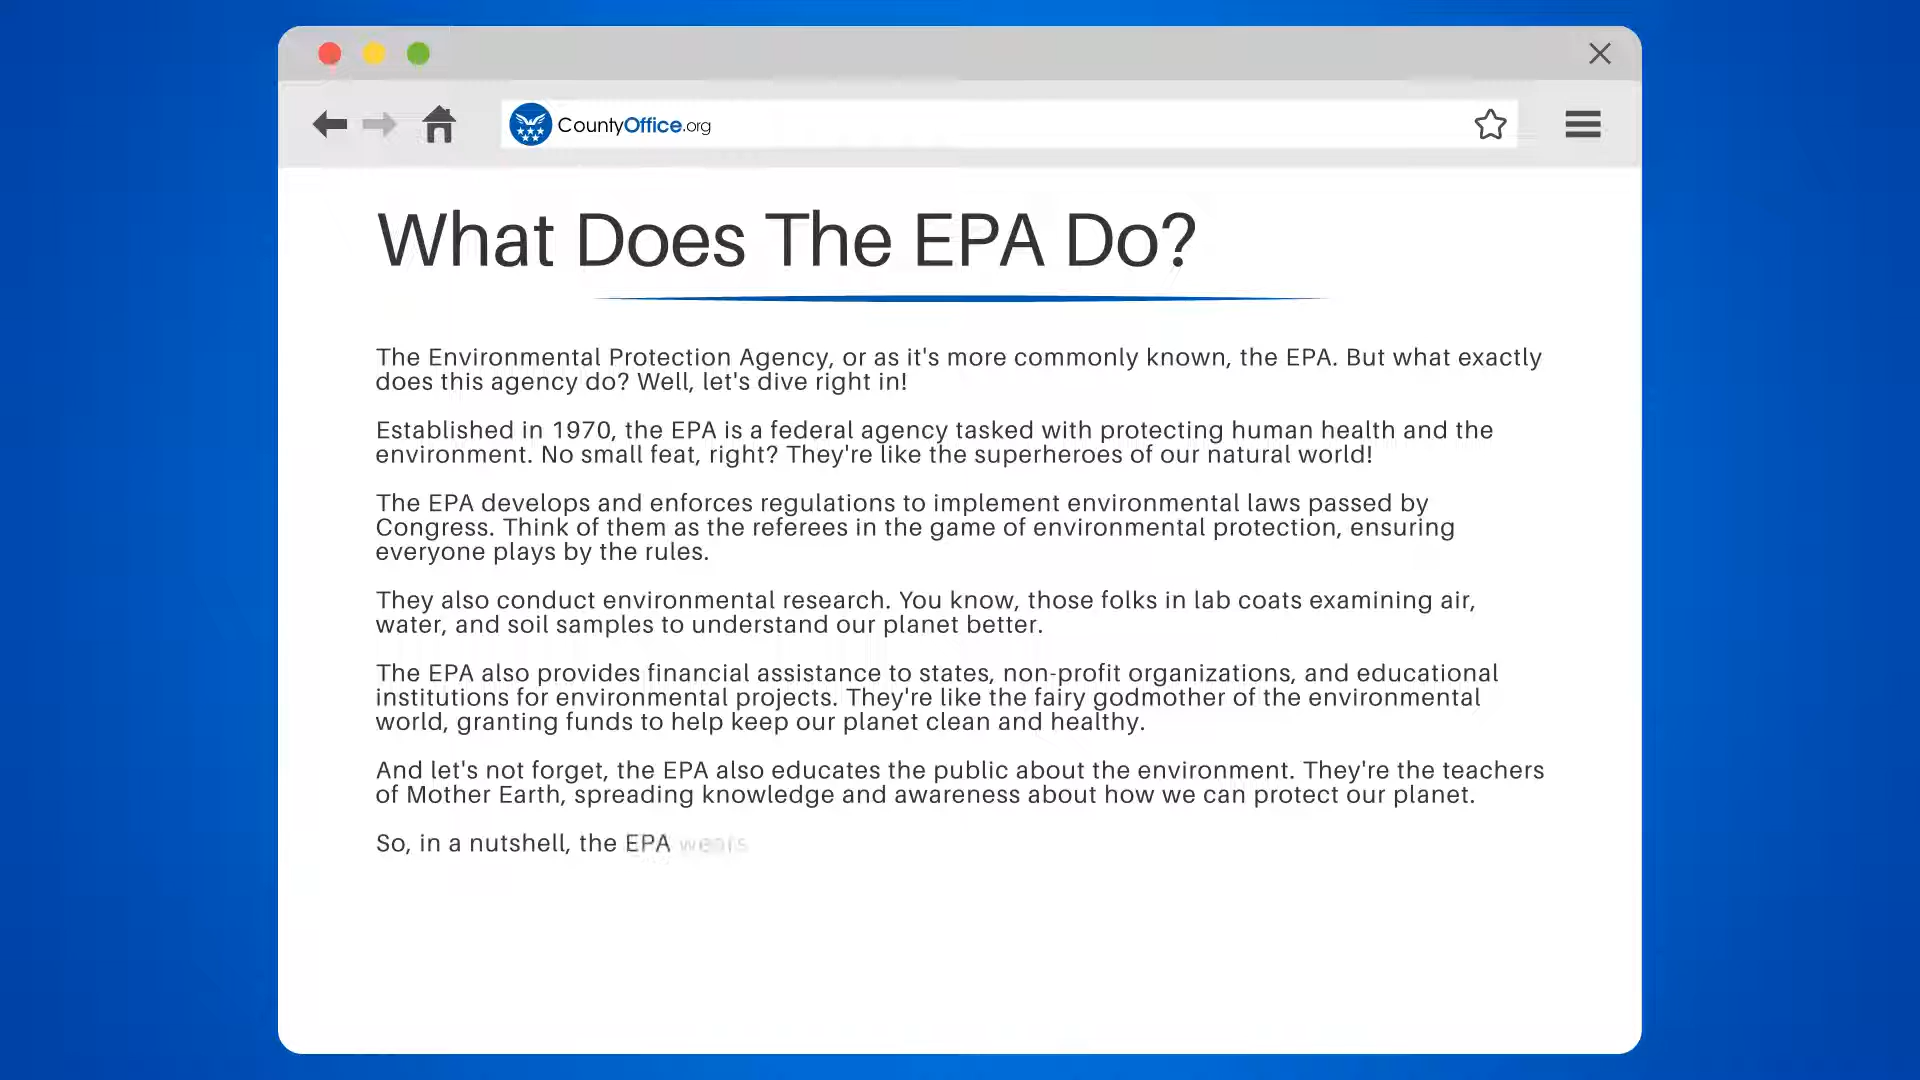 CountyOffice.org
What Does The EPA Do?
The Environmental Protection Agency, or as it's more commonly known, the EPA. But what exactly
does this agency do? Well, let's dive right in!
Established in 1970, the EPA is a federal agency tasked with protecting human health and the
environment. No small feat, right? They're like the superheroes of our natural world!
The EPA develops and enforces regulations to implement environmental laws passed by
Congress. Think of them as the referees in the game of environmental protection, ensuring
everyone plays by the rules.
They also conduct environmental research. You know, those folks in lab coats examining air,
water, and soil samples to understand our planet better.
The EPA also provides financial assistance to states, non-profit organizations, and educational
institutions for environmental projects. They're like the fairy godmother of the environmental
world, granting funds to help keep our planet clean and healthy.
And let's not forget, the EPA also educates the public about the environment. They're the teachers
of Mother Earth, spreading knowledge and awareness about how we can protect our planet.
So, in a nutshell, the EPA wears